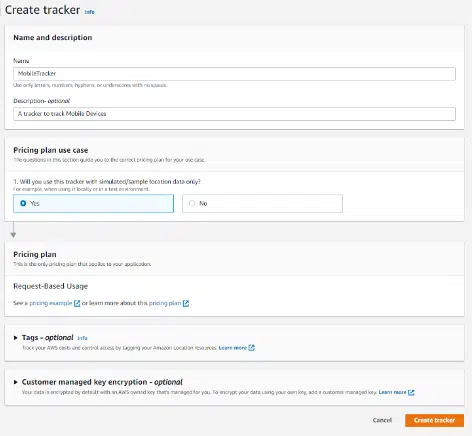 Create tracker Info
Name and description
Name
MobileTracker
Use only letters, numbers, hyphens, or underscores with no spaces.
Description- optional
A tracker to track Mobile Devices
Pricing plan use case
The questions in this section guide you to the correct pricing plan for your use case.
1. Will you use this tracker with simulated/sample location data only?
For example, when using it locally or in a test environment.
Yes
No
Pricing plan
This is the only pricing plan that applies to your application.
Request-Based Usage
See a pricing example or learn more about this pricing plan.
Tags - optional Info
Track your AWS costs and control access by tagging your Amazon Location resources. Learn more
Customer managed key encryption - optional
Your data is encrypted by default with an AWS owned key that's managed for you. To encrypt your data using your own key, add a customer managed key. Learn more
Cancel
Create tracker